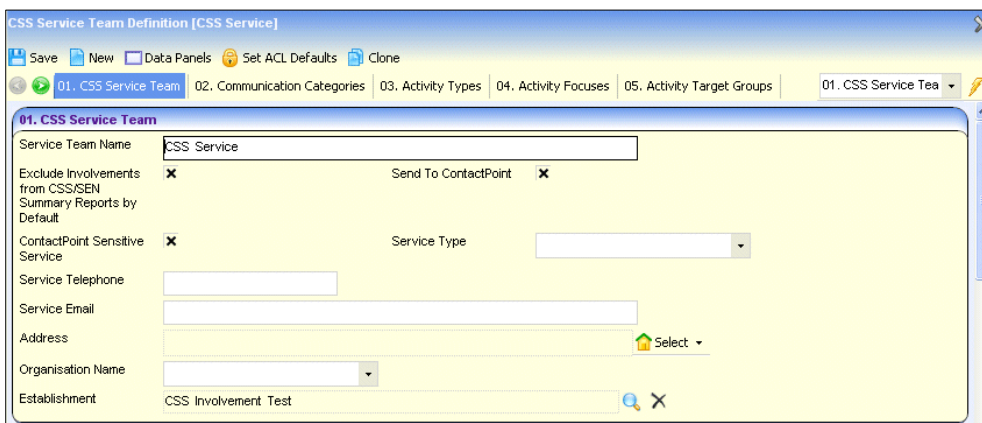 CSS Service Team Definition [CSS Service]
Save New Data Panels Set ACL Defaults Clone
01. CSS Service Team 02. Communication Categories 03. Activity Types 04. Activity Focuses 05. Activity Target Groups 01. CSS Service Tea
01. CSS Service Team
Service Team Name CSS Service
Exclude Involvements Send To ContactPoint
from CSS/SEN
Summary Reports by
Default
ContactPoint Sensitive Service Type
Service
Service Telephone
Service Email
Address Select
Organisation Name
Establishment CSS Involvement Test